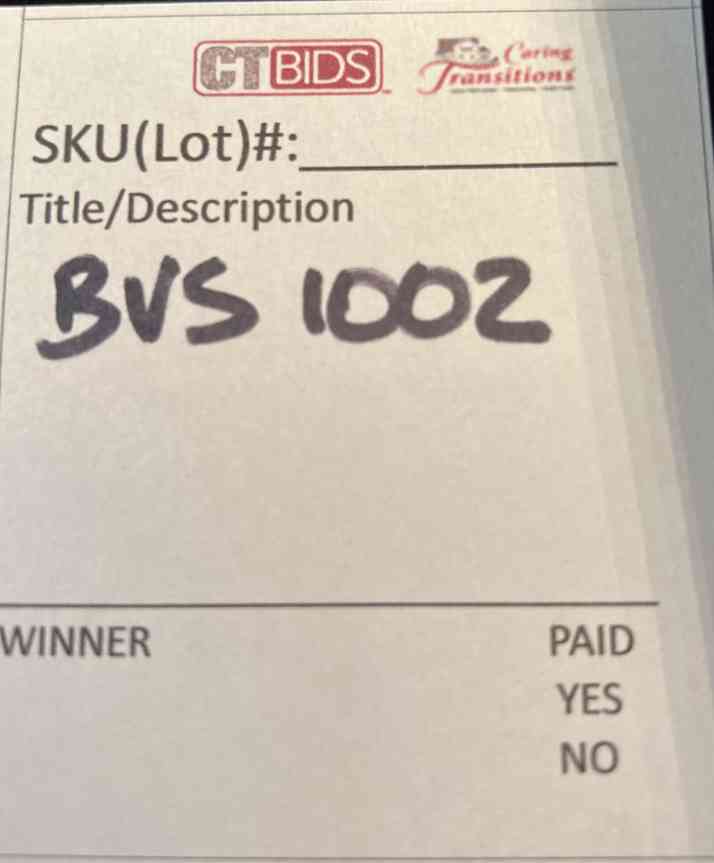 CTBIDS
Caring
Transitions
SKU(Lot)#:
Title/Description
BVS 1002
WINNER
PAID
YES
NO